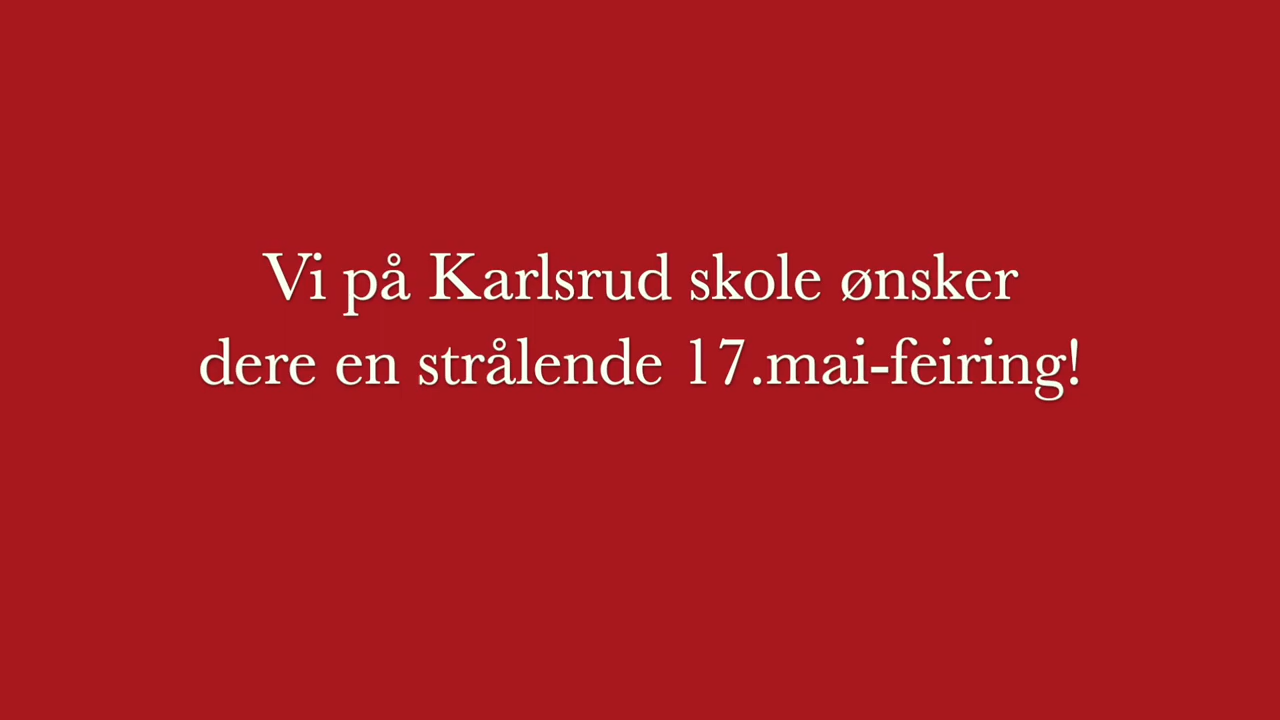 Vi på Karlsrud skole ønsker
dere en strålende 17.mai-feiring!